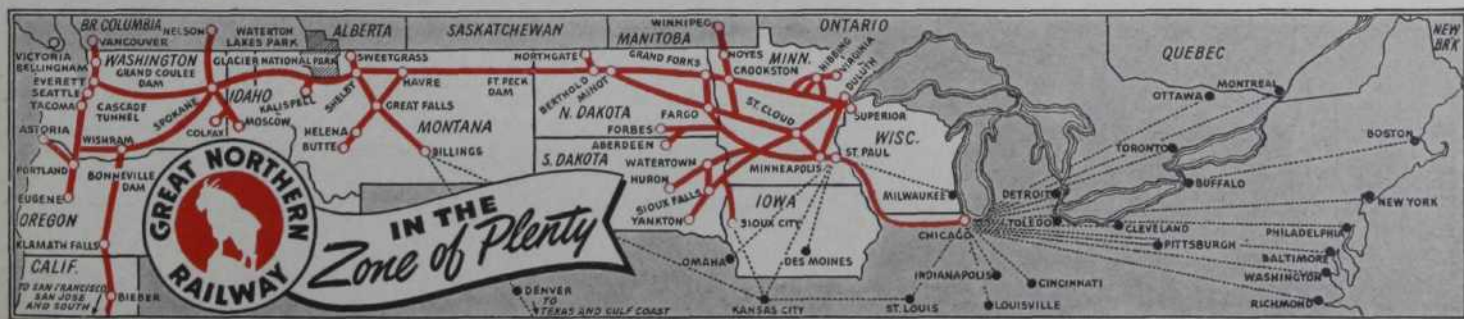 BR. COLUMBIA
NELSON
WATERTON
LAKES PARK
ALBERTA
SASKATCHEWAN
WINNIPEG
MANITOBA
ONTARIO
QUEBEC
NEW
BR'K
VANCOUVER
VICTORIA
BELLINGHAM
WASHINGTON
GRAND COULEE
DAM
GLACIER NATIONAL PARK
SWEETGRASS
NORTHGATE
GRAND FORKS
NOYES
CROOKSTON
MINN.
HIBBING
VIRGINIA
DULUTH
EVERETT
SEATTLE
TACOMA
CASCADE
TUNNEL
SPOKANE
IDAHO
KALISPELL
SHELBY
HAVRE
FT. PECK
DAM
BERTHOLD
MINOT
SUPERIOR
OTTAWA
MONTREAL
COLFAX
MOSCOW
GREAT FALLS
N. DAKOTA
FARGO
ST. CLOUD
WISC.
ASTORIA
WISHRAM
HELENA
BUTTE
MONTANA
BILLINGS
FORBES
ABERDEEN
S. DAKOTA
WATERTOWN
MINNEAPOLIS
ST. PAUL
TORONTO
BOSTON
PORTLAND
BONNEVILLE
DAM
HURON
SIOUX FALLS
YANKTON
IOWA
SIOUX CITY
MILWAUKEE
DETROIT
BUFFALO
NEW YORK
EUGENE
OREGON
GREAT NORTHERN
RAILWAY
IN THE
Zone of Plenty
CHICAGO
TOLEDO
CLEVELAND
PHILADELPHIA
PITTSBURGH
BALTIMORE
KLAMATH FALLS
CALIF.
OMAHA
DES MOINES
INDIANAPOLIS
CINCINNATI
WASHINGTON
TO SAN FRANCISCO
SAN JOSE
AND SOUTH
BIEBER
DENVER
TO
TEXAS AND GULF COAST
KANSAS CITY
ST. LOUIS
LOUISVILLE
RICHMOND